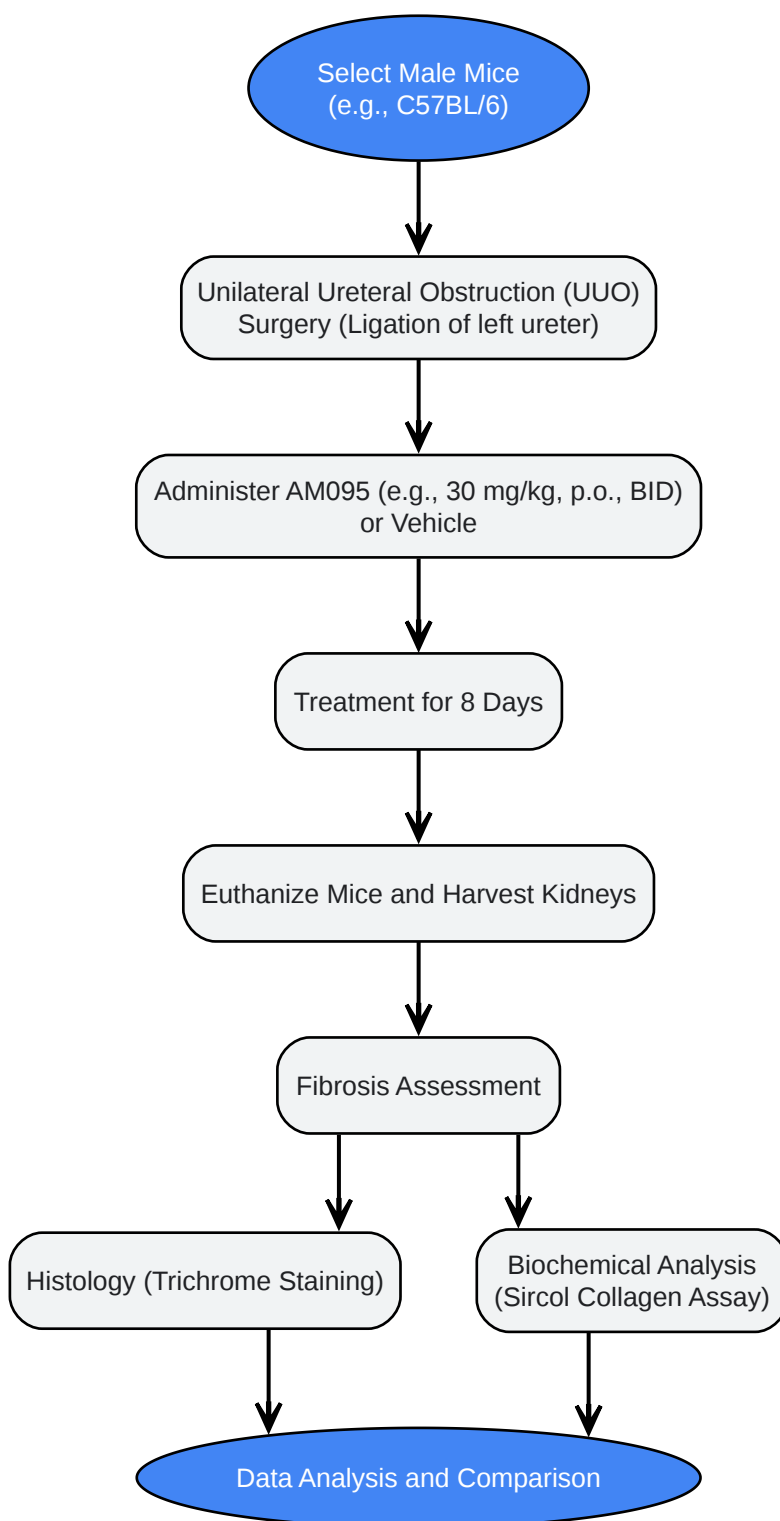 Select Male Mice
(e.g., C57BL/6)
Unilateral Ureteral Obstruction (UUO)
Surgery (Ligation of left ureter)
Administer AM095 (e.g., 30 mg/kg, p.o., BID)
or Vehicle
Treatment for 8 Days
Euthanize Mice and Harvest Kidneys
Fibrosis Assessment
Histology (Trichrome Staining)
Biochemical Analysis
(Sircol Collagen Assay)
Data Analysis and Comparison